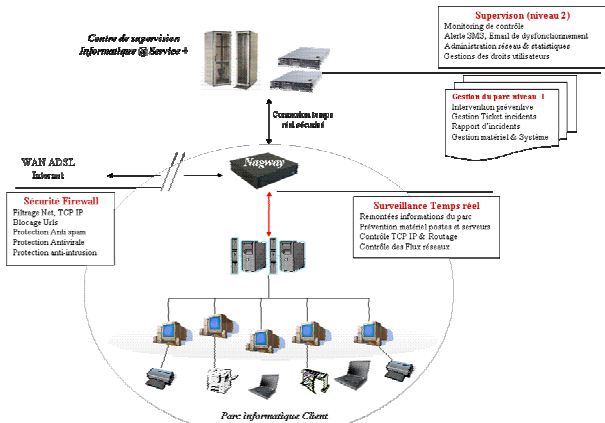 Centre de supervision
Informatique @Service +
Supervison (niveau 2)
Monitoring de contrôle
Alerte SMS, Email de dysfonctionnement
Administration réseau & statistiques
Gestions des droits utilisateurs
Gestion du parc niveau 1
Intervention préventive
Gestion Ticket incidents
Rapport d'incidents
Gestion matériel & Système
Connexion temps
réel sécurisé
WAN ADSL
Internet
Nagway
Sécurité Firewall
Filtrage Net, TCP IP
Blocage Urls
Protection Anti spam
Protection Antivirale
Protection anti-intrusion
Surveillance Temps réel
Remontées informations du parc
Prévention matériel postes et serveurs
Contrôle TCP IP & Routage
Contrôle des Flux réseaux
Parc informatique Client